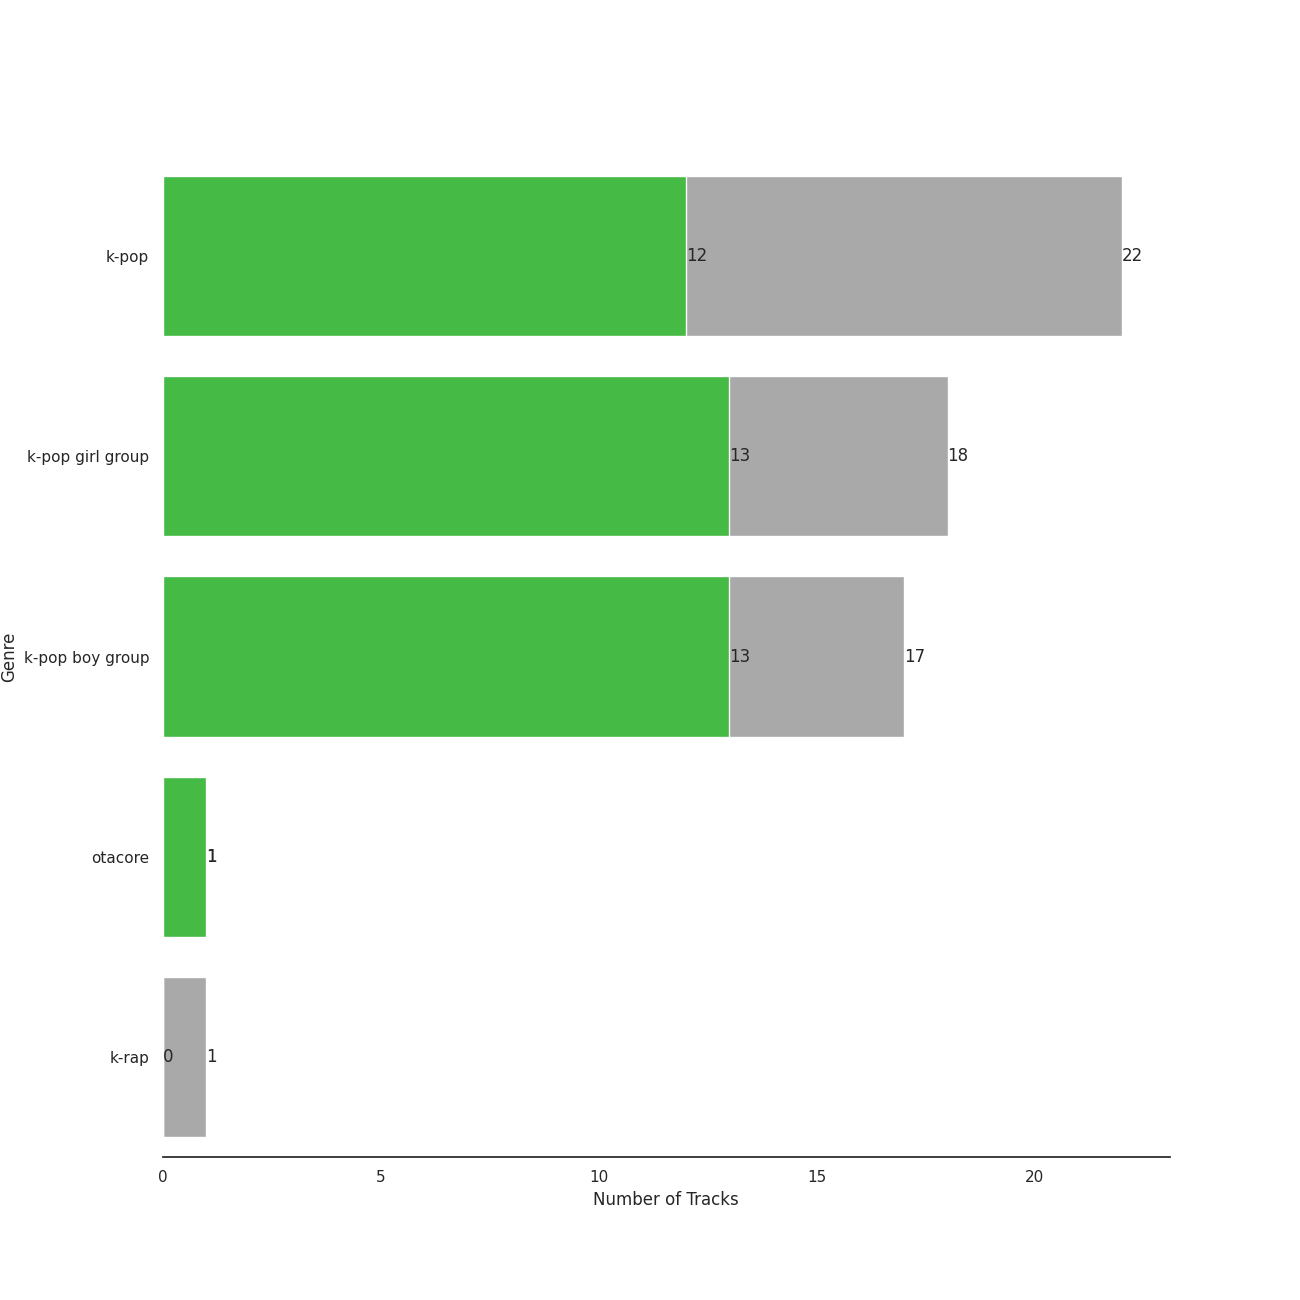 k-pop 12 22
k-pop girl group 13 18
Genre
k-pop boy group 13 17
otacore 1
k-rap 0 1
0 5 10 15 20
Number of Tracks